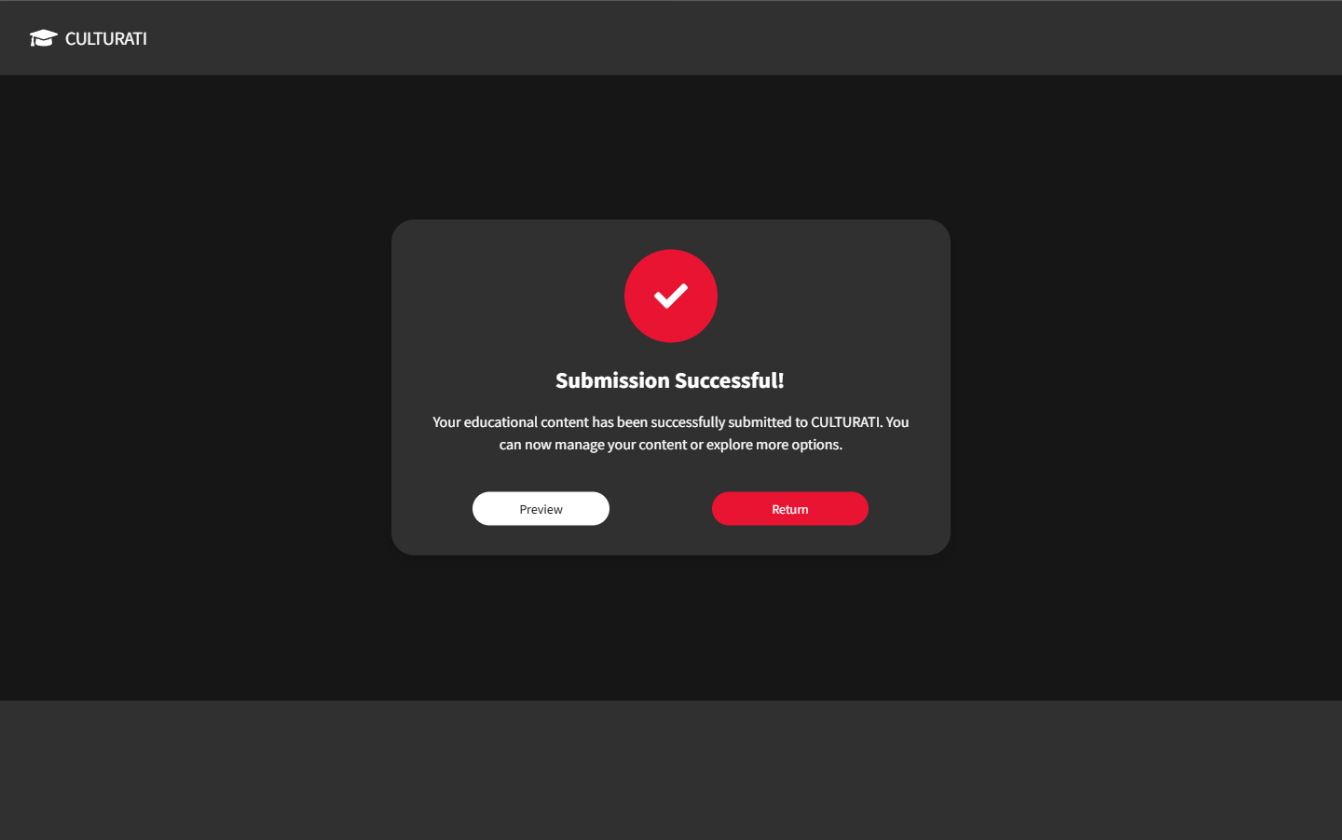 CULTURATI
Submission Successful!
Your educational content has been successfully submitted to CULTURATI. You
can now manage your content or explore more options.
Preview
Return